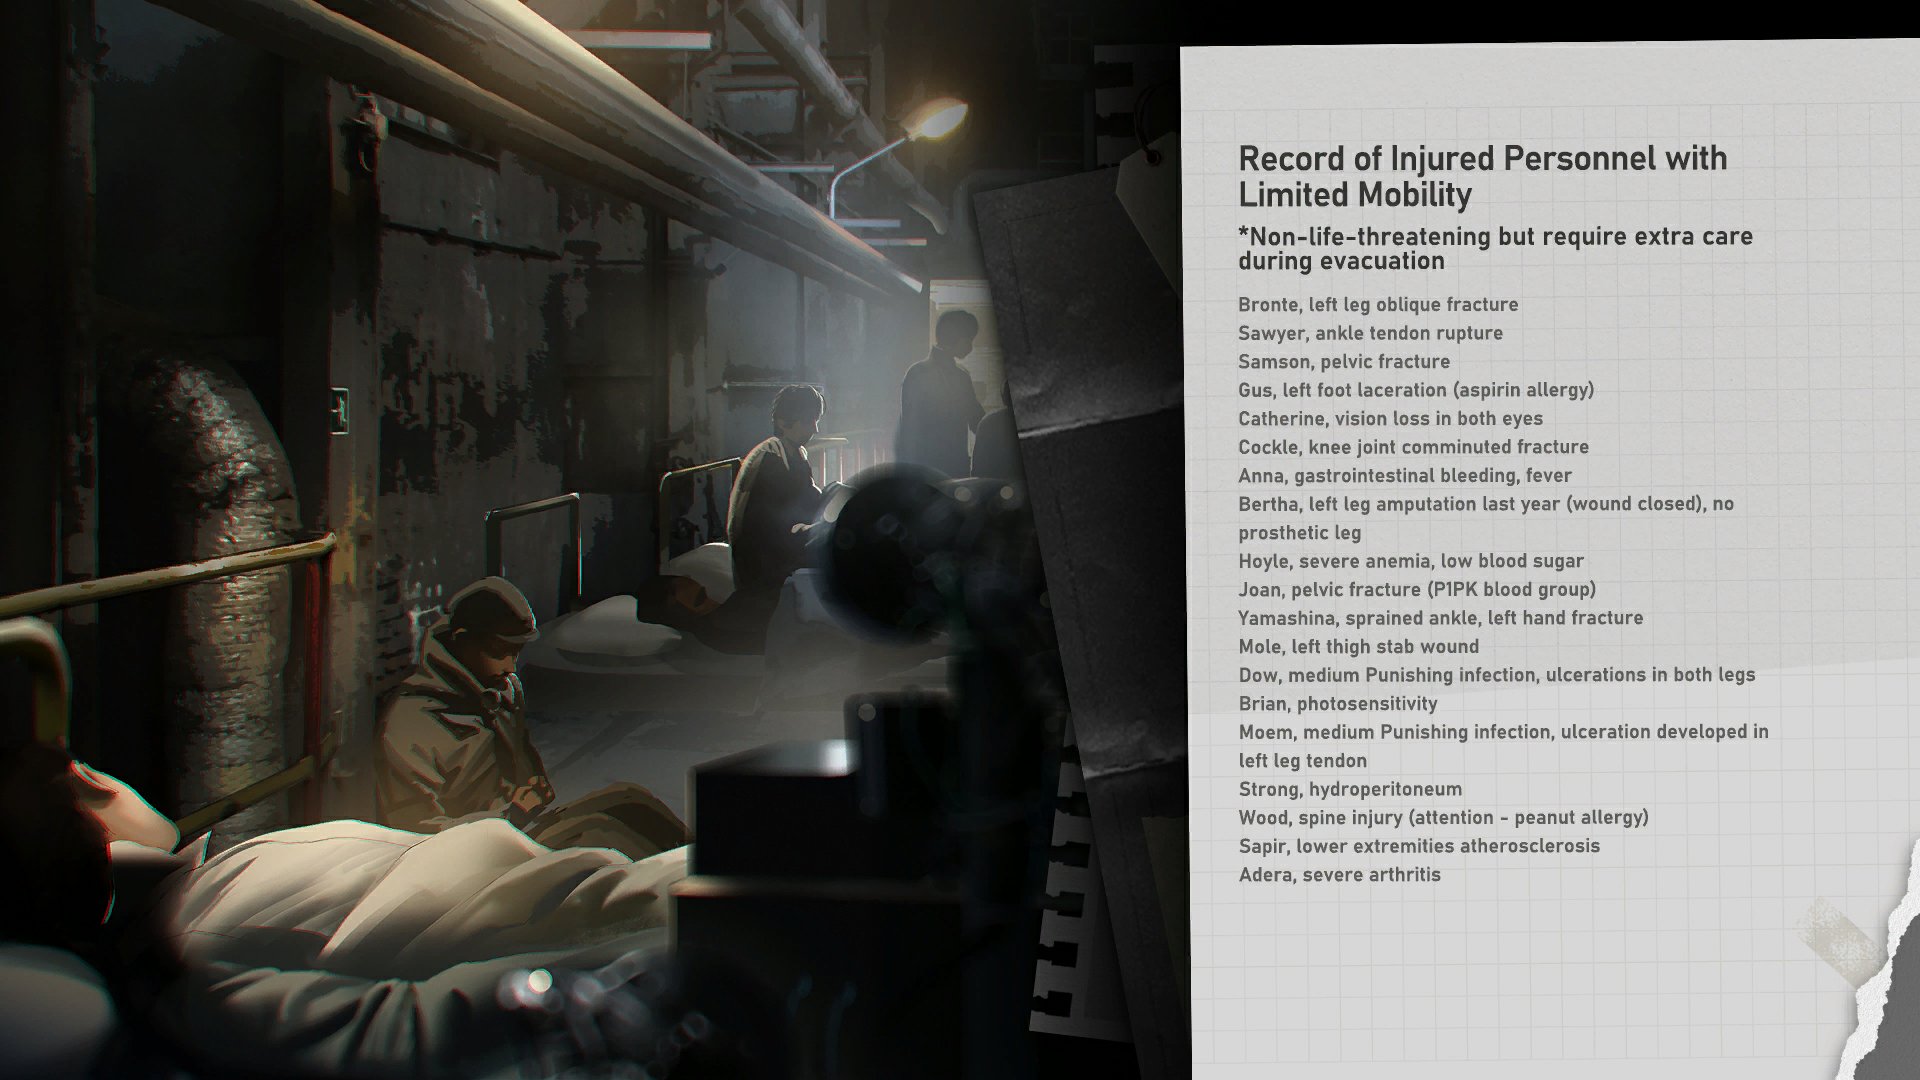 Record of Injured Personnel with
Limited Mobility
*Non-life-threatening but require extra care
during evacuation
Bronte, left leg oblique fracture
Sawyer, ankle tendon rupture
Samson, pelvic fracture
Gus, left foot laceration (aspirin allergy)
Catherine, vision loss in both eyes
Cockle, knee joint comminuted fracture
Anna, gastrointestinal bleeding, fever
Bertha, left leg amputation last year (wound closed), no
prosthetic leg
Hoyle, severe anemia, low blood sugar
Joan, pelvic fracture (P1PK blood group)
Yamashina, sprained ankle, left hand fracture
Mole, left thigh stab wound
Dow, medium Punishing infection, ulcerations in both legs
Brian, photosensitivity
Moem, medium Punishing infection, ulceration developed in
left leg tendon
Strong, hydroperitoneum
Wood, spine injury (attention - peanut allergy)
Sapir, lower extremities atherosclerosis
Adera, severe arthritis